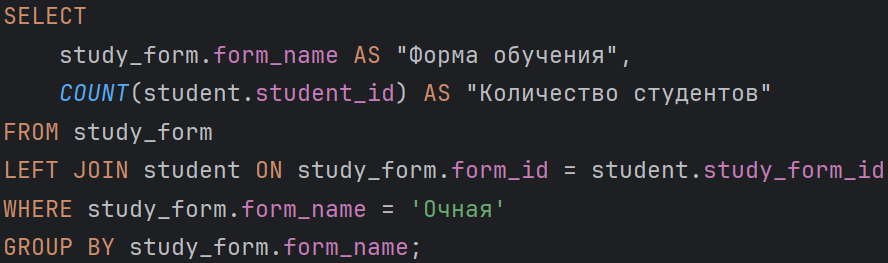 SELECT
study_form.form_name AS "Форма обучения",
COUNT(student.student_id) AS "Количество студентов"
FROM study_form
LEFT JOIN student ON study_form.form_id = student.study_form_id
WHERE study_form.form_name = 'Очная'
GROUP BY study_form.form_name;